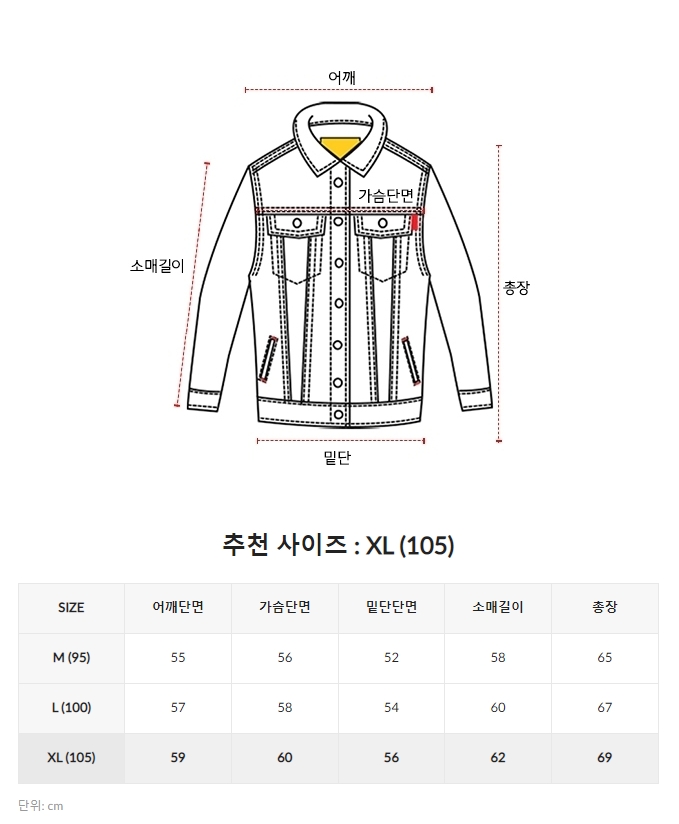 어깨
가슴단면
소매길이
총장
밑단
추천 사이즈 : XL (105)
SIZE 어깨단면 가슴단면 밑단단면 소매길이 총장
M (95) 55 56 52 58 65
L (100) 57 58 54 60 67
XL (105) 59 60 56 62 69
단위: cm